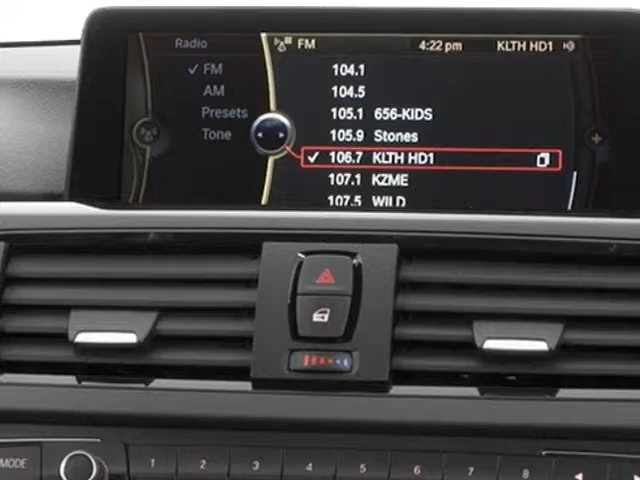 Radio
FM 4:22 pm KLTH HD1
FM
AM
Presets
Tone
104.1
104.5
105.1 656-KIDS
105.9 Stones
106.7 KLTH HD1
107.1 KZME
107.5 WILD
MODE 1 2 3 4 5 6 7 8